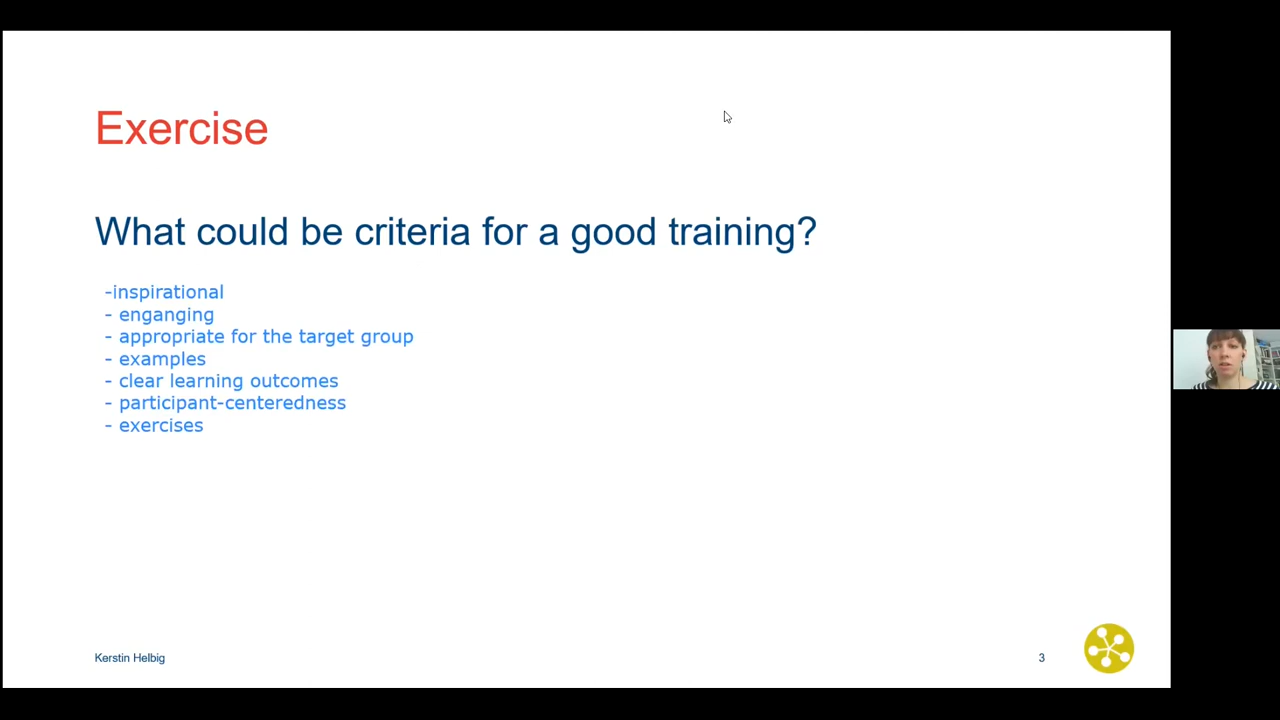 Exercise
What could be criteria for a good training?
-inspirational
- enganging
- appropriate for the target group
- examples
- clear learning outcomes
- participant-centeredness
- exercises
Kerstin Helbig
3